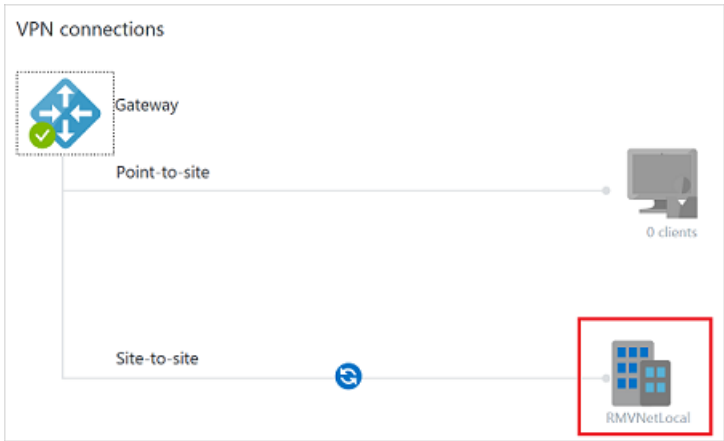 VPN connections
Gateway
Point-to-site
0 clients
Site-to-site
RMVNetLocal